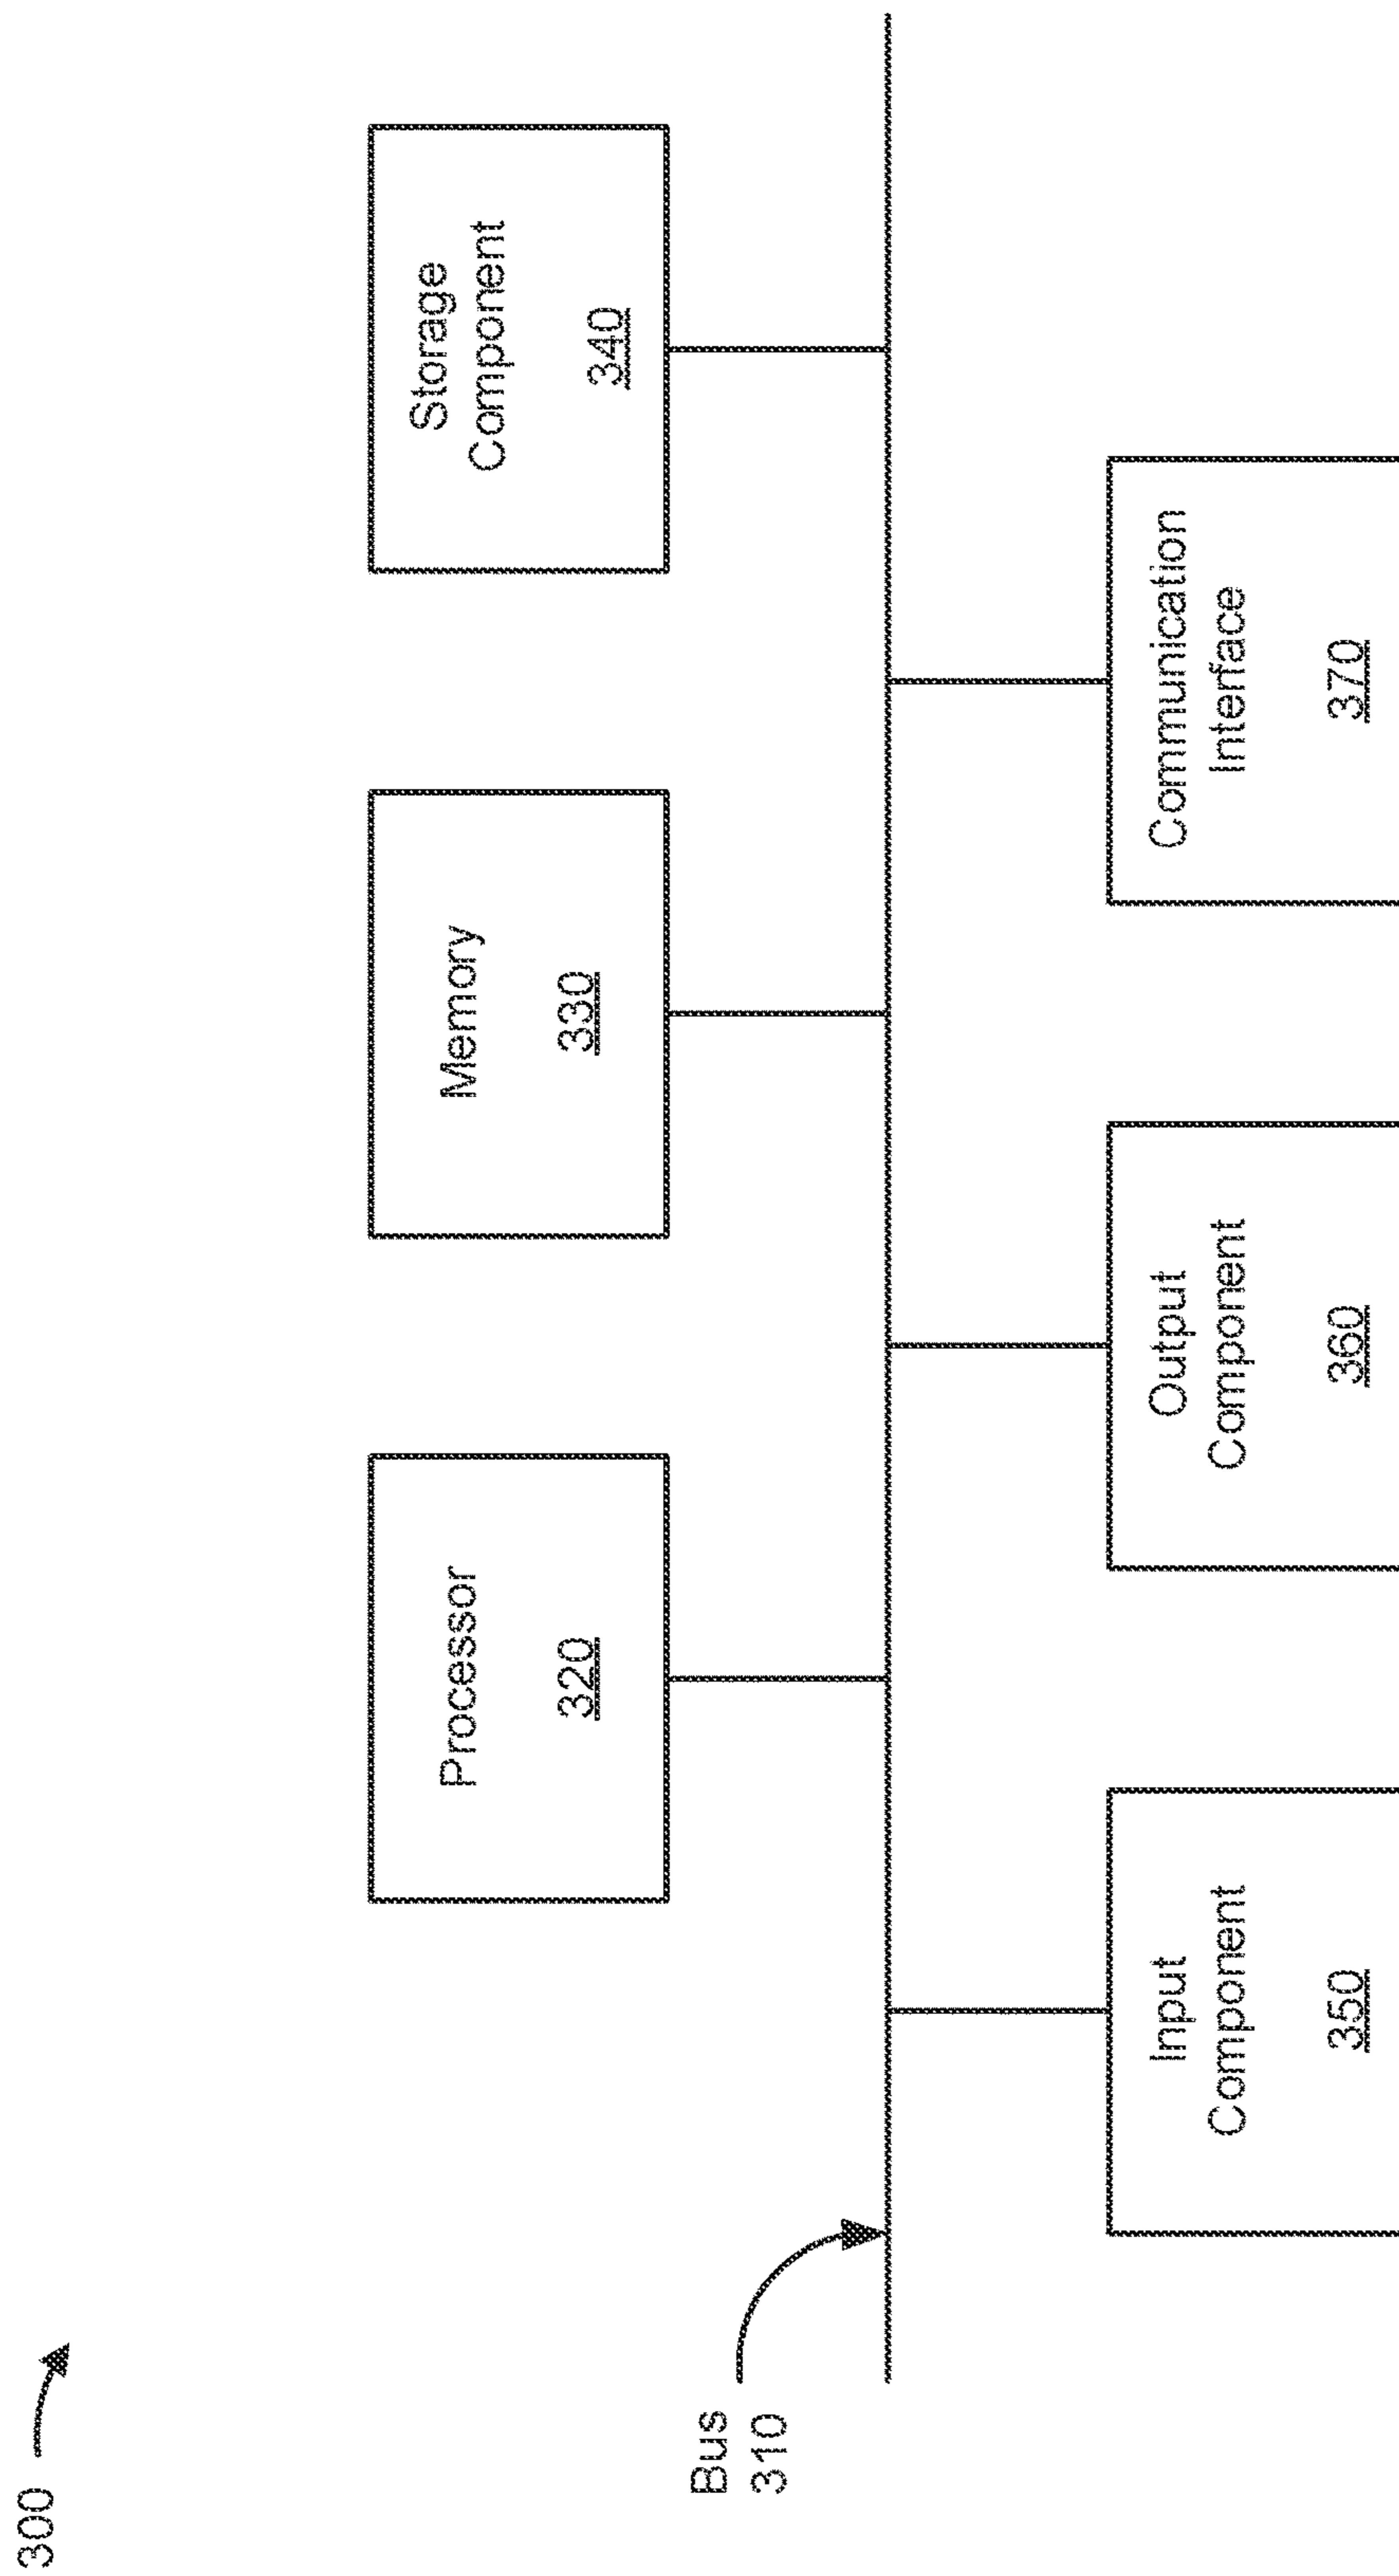 300
Processor
320
Memory
330
Storage
Component
340
Bus
310
Input
Component
350
Output
Component
360
Communication
Interface
370